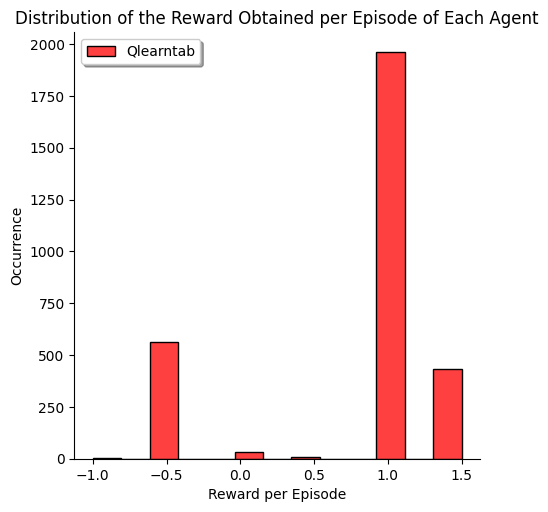 Distribution of the Reward Obtained per Episode of Each Agent
Qlearntab
2000
1750
1500
1250
1000
750
500
250
0
Occurrence
−1.0 −0.5 0.0 0.5 1.0 1.5
Reward per Episode